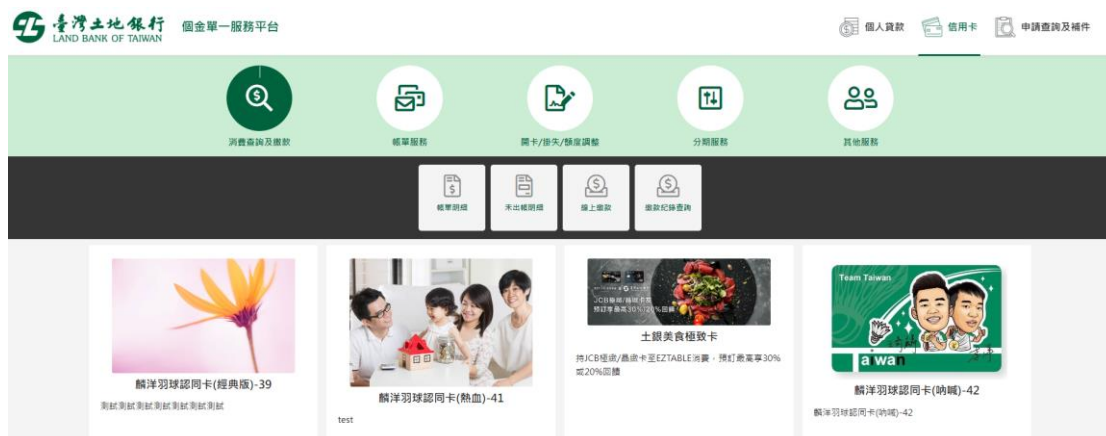 臺灣土地銀行
LAND BANK OF TAIWAN
個金單一服務平台
個人貸款
信用卡
申請查詢及補件
消費查詢及繳款
帳單服務
開卡/掛失/額度調整
分期服務
其他服務
帳單明細
未出帳明細
線上繳款
繳款紀錄查詢
麟洋羽球認同卡(經典版)-39
測試測試測試測試測試測試測試
麟洋羽球認同卡(熱血)-41
test
土銀美食極致卡
持JCB極緻/晶緻卡至EZTABLE消費，預訂最高享30%
或20%回饋
Team Taiwan
aiwan
麟洋羽球認同卡(吶喊)-42
麟洋羽球認同卡(吶喊)-42